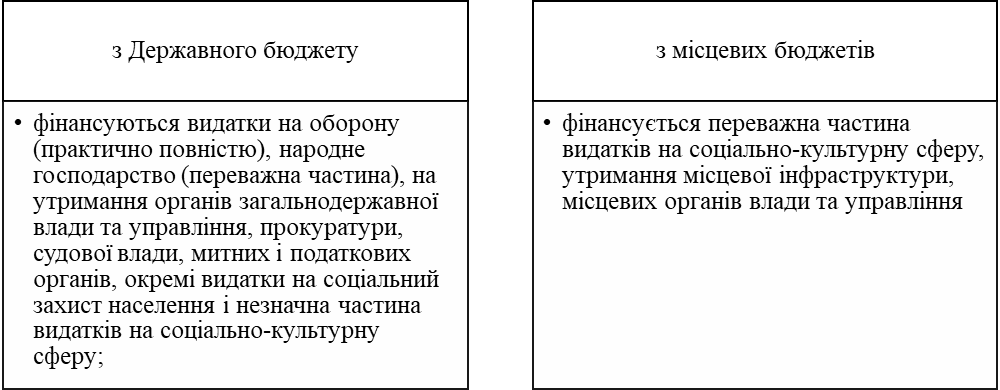 з Державного бюджету
• фінансуються видатки на оборону
(практично повністю), народне
господарство (переважна частина), на
утримання органів загальнодержавної
влади та управління, прокуратури,
судової влади, митних і податкових
органів, окремі видатки на соціальний
захист населення і незначна частина
видатків на соціально-культурну
сферу;
з місцевих бюджетів
• фінансується переважна частина
видатків на соціально-культурну сферу,
утримання місцевої інфраструктури,
місцевих органів влади та управління